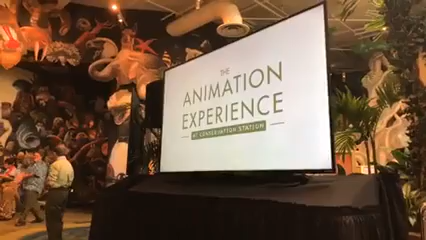 THE
ANIMATION
EXPERIENCE
AT CONSERVATION STATION